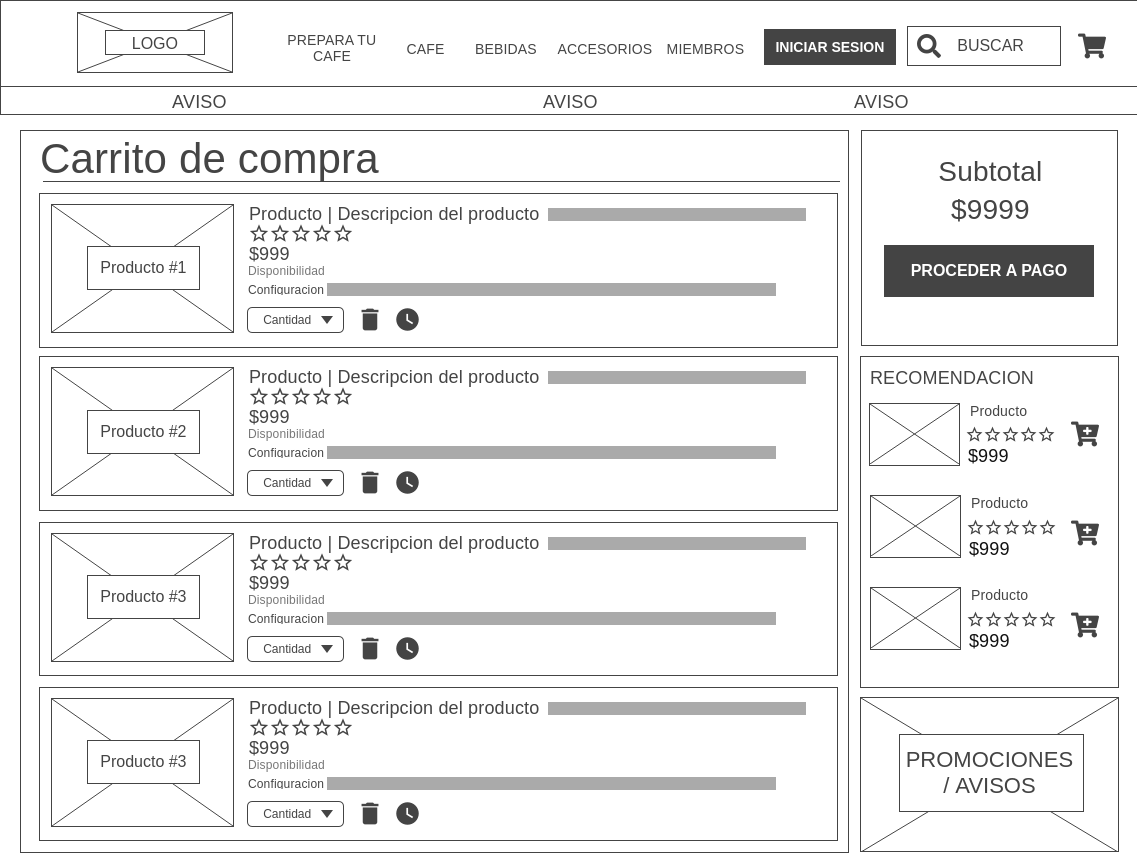 LOGO
PREPARA TU
CAFE
CAFE
BEBIDAS
ACCESORIOS
MIEMBROS
INICIAR SESION
BUSCAR
AVISO
AVISO
AVISO
Carrito de compra
Producto #1
Producto | Descripcion del producto
$999
Disponibilidad
Configuracion
Cantidad
Producto #2
Producto | Descripcion del producto
$999
Disponibilidad
Configuracion
Cantidad
Producto #3
Producto | Descripcion del producto
$999
Disponibilidad
Configuracion
Cantidad
Producto #3
Producto | Descripcion del producto
$999
Disponibilidad
Configuracion
Cantidad
Subtotal
$9999
PROCEDER A PAGO
RECOMENDACION
Producto
$999
Producto
$999
Producto
$999
PROMOCIONES
/ AVISOS